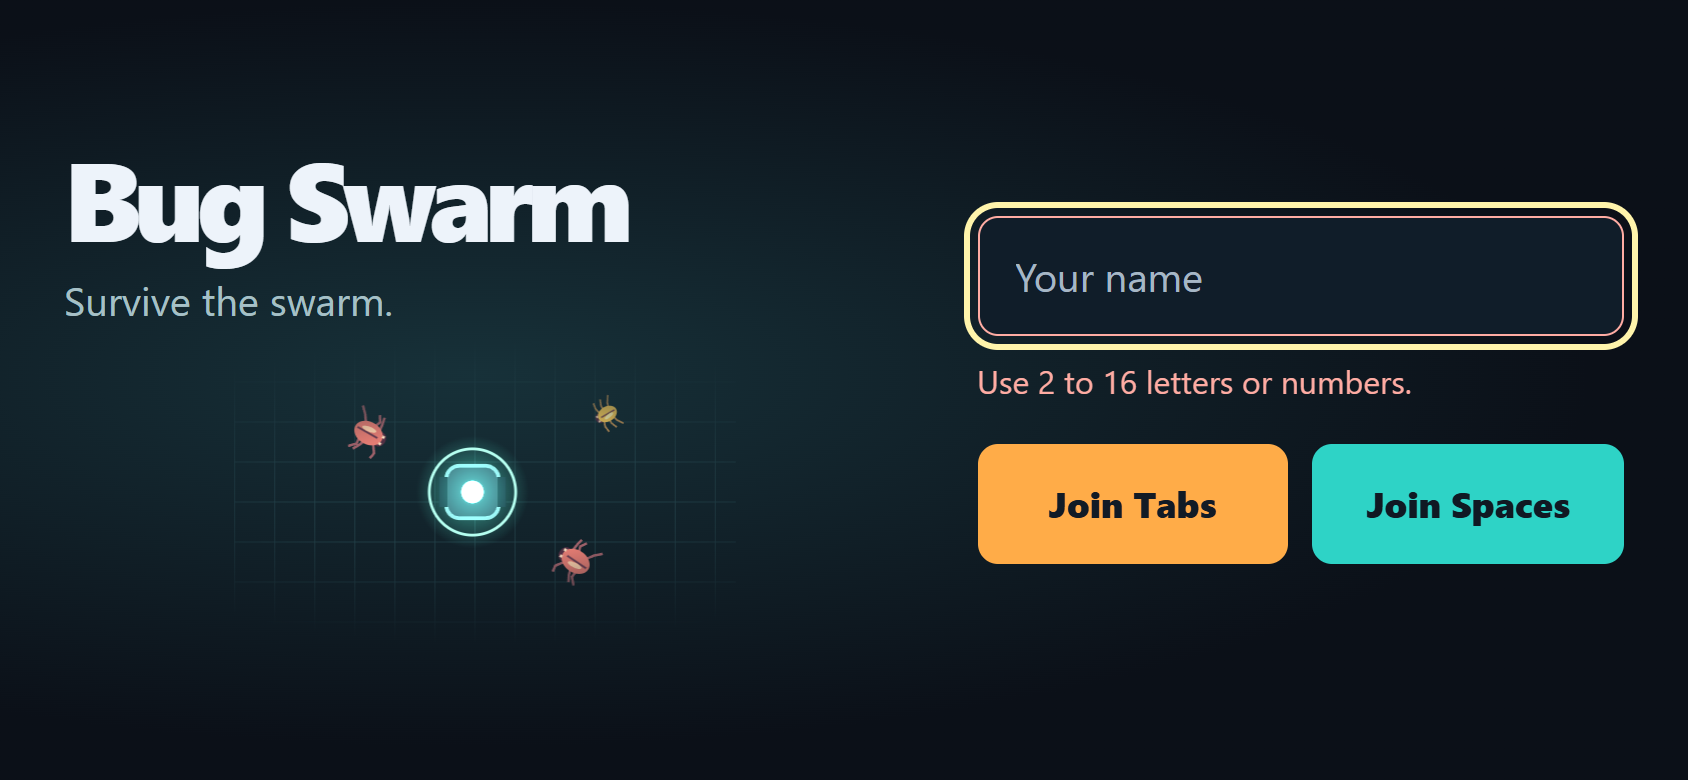 Bug Swarm
Survive the swarm.
Your name
Use 2 to 16 letters or numbers.
Join Tabs
Join Spaces